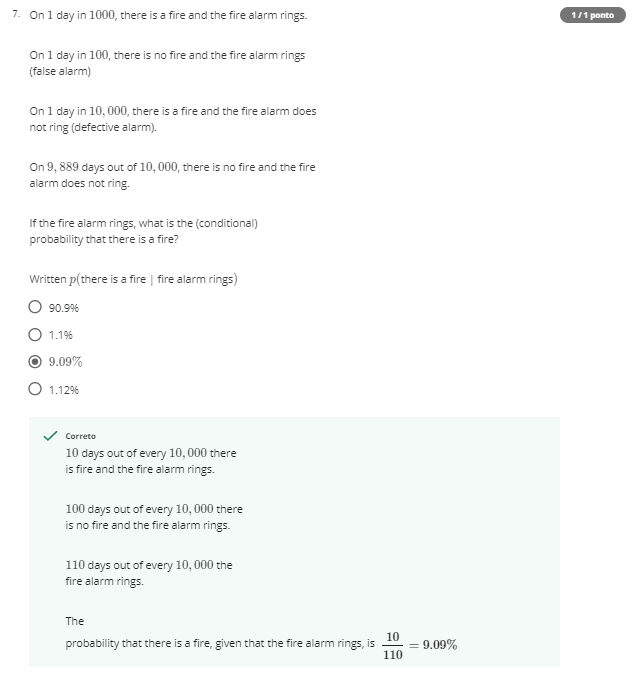 7. On 1 day in 1000, there is a fire and the fire alarm rings.
1 / 1 ponto
On 1 day in 100, there is no fire and the fire alarm rings
(false alarm)
On 1 day in 10, 000, there is a fire and the fire alarm does
not ring (defective alarm).
On 9, 889 days out of 10, 000, there is no fire and the fire
alarm does not ring.
If the fire alarm rings, what is the (conditional)
probability that there is a fire?
Written p(there is a fire | fire alarm rings)
90.9%
1.1%
9.09%
1.12%
Correto
10 days out of every 10, 000 there
is fire and the fire alarm rings.
100 days out of every 10, 000 there
is no fire and the fire alarm rings.
110 days out of every 10, 000 the
fire alarm rings.
The
probability that there is a fire, given that the fire alarm rings, is 10/110 = 9.09%